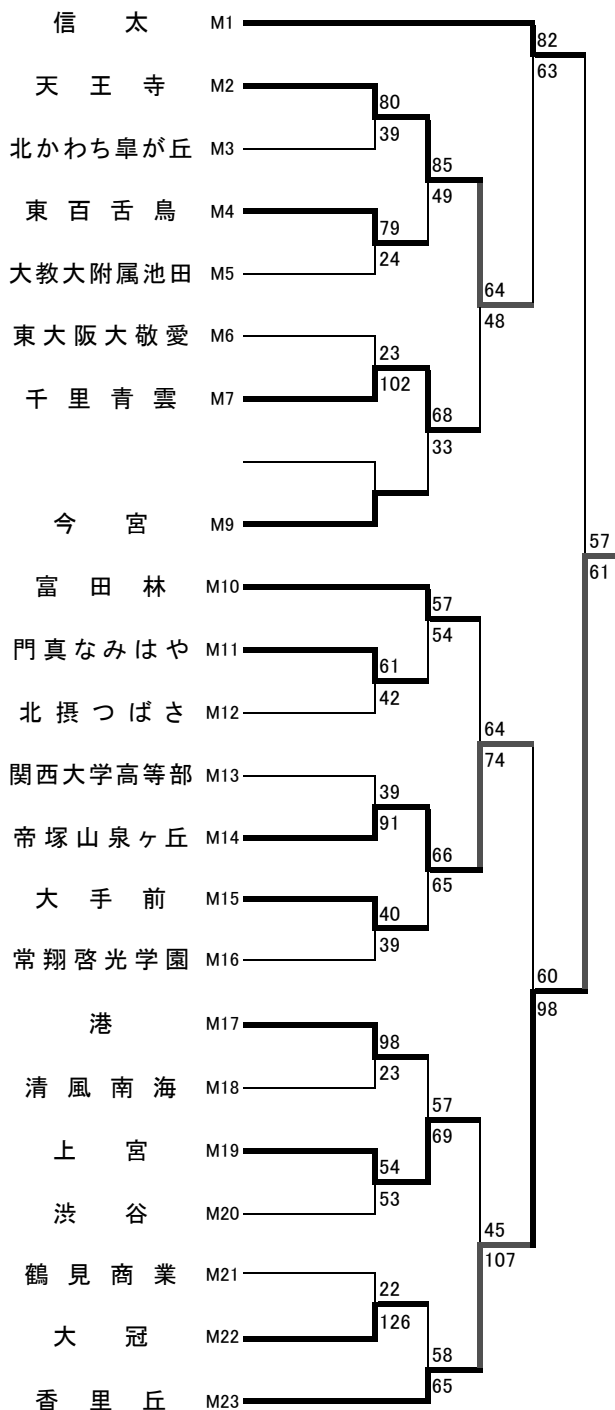 信太 M1
82
63
天王寺 M2
80
39
北かわち皐が丘 M3
85
49
東百舌鳥 M4
79
24
大教大附属池田 M5
64
48
東大阪大敬愛 M6
23
102
千里青雲 M7
68
33
今宮 M9
57
61
富田林 M10
57
54
門真なみはや M11
61
42
北摂つばさ M12
64
74
関西大学高等部 M13
39
91
帝塚山泉ヶ丘 M14
66
65
大手前 M15
40
39
常翔啓光学園 M16
60
98
港 M17
98
23
清風南海 M18
57
69
上宮 M19
54
53
渋谷 M20
45
107
鶴見商業 M21
22
126
大冠 M22
58
65
香里丘 M23